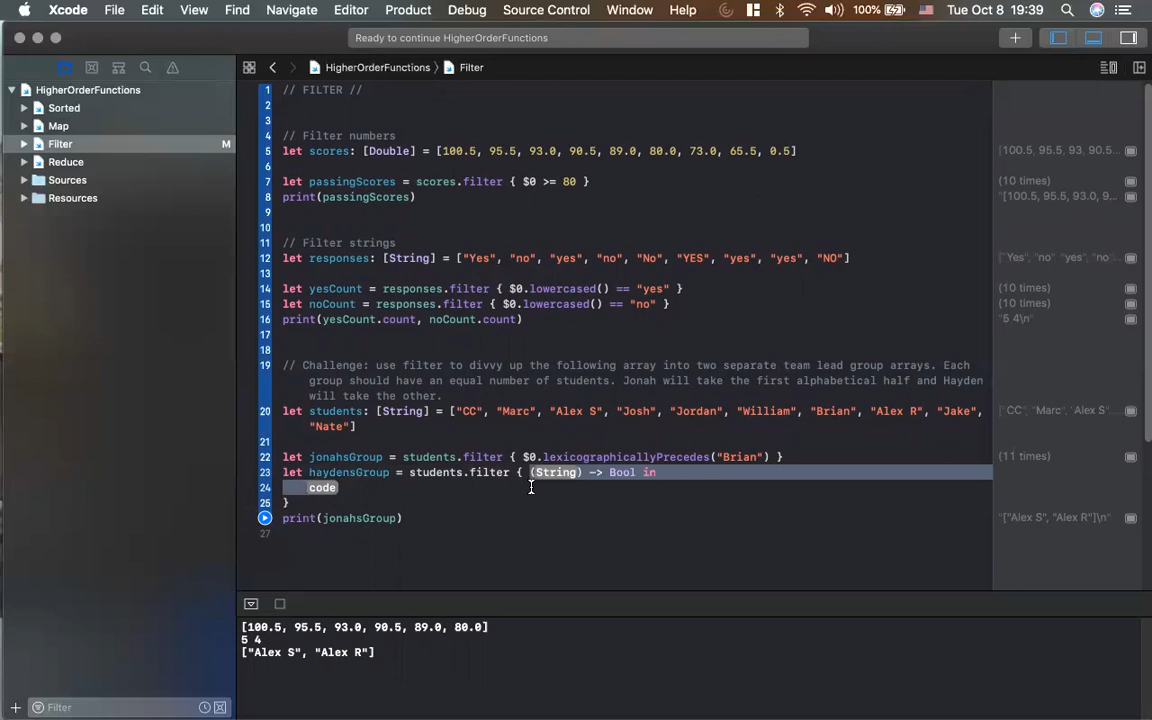 Xcode File Edit View Find Navigate Editor Product Debug Source Control Window Help 100% Tue Oct 8 19:39
Ready to continue HigherOrderFunctions
HigherOrderFunctions
Sorted
Map
Filter M
Reduce
Sources
Resources
Filter
HigherOrderFunctions Filter
1 // FILTER //
2
3
4 // Filter numbers
5 let scores: [Double] = [100.5, 95.5, 93.0, 90.5, 89.0, 80.0, 73.0, 65.5, 0.5] [100.5, 95.5, 93, 90.5...
6
7 let passingScores = scores.filter { $0 >= 80 } (10 times)
8 print(passingScores) "[100.5, 95.5, 93.0, 9...
9
10
11 // Filter strings
12 let responses: [String] = ["Yes", "no", "yes", "no", "No", "YES", "yes", "yes", "NO"] ["Yes", "no" "yes", "no...
13
14 let yesCount = responses.filter { $0.lowercased() == "yes" } (10 times)
15 let noCount = responses.filter { $0.lowercased() == "no" } (10 times)
16 print(yesCount.count, noCount.count) "5 4\n"
17
18
19 // Challenge: use filter to divvy up the following array into two separate team lead group arrays. Each
group should have an equal number of students. Jonah will take the first alphabetical half and Hayden
will take the other.
20 let students: [String] = ["CC", "Marc", "Alex S", "Josh", "Jordan", "William", "Brian", "Alex R", "Jake", ["CC", "Marc", "Alex S"...
"Nate"]
21
22 let jonahsGroup = students.filter { $0.lexicographicallyPrecedes("Brian") } (11 times)
23 let haydensGroup = students.filter { (String) -> Bool in
24 code
25 }
print(jonahsGroup) "["Alex S", "Alex R"]\n"
27
[100.5, 95.5, 93.0, 90.5, 89.0, 80.0]
5 4
["Alex S", "Alex R"]